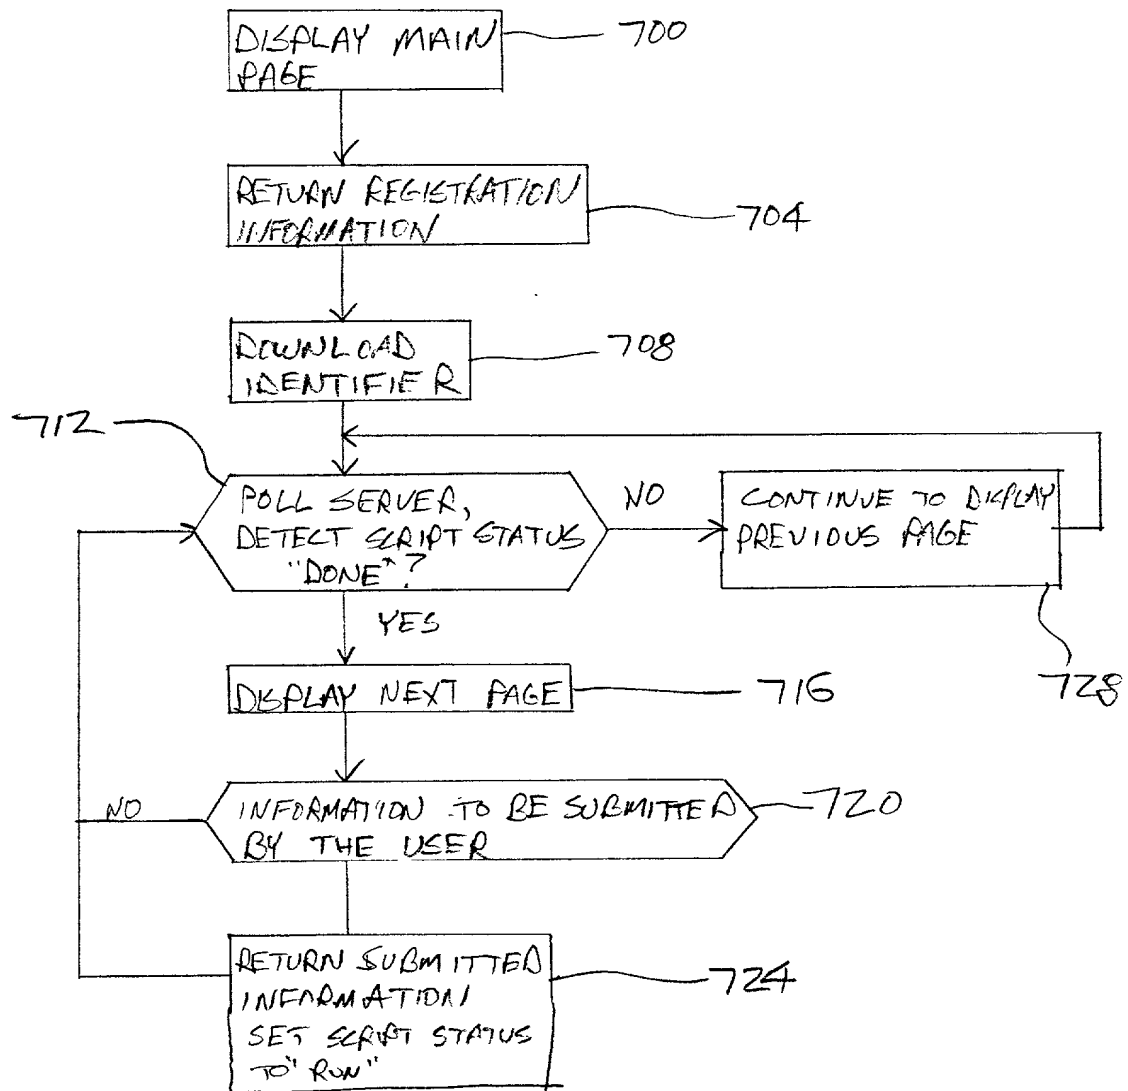 DISPLAY MAIN
PAGE
700
RETURN REGISTRATION
INFORMATION
704
DOWNLOAD
IDENTIFIER
708
712
POLL SERVER,
DETECT SCRIPT STATUS
"DONE"?
NO
CONTINUE TO DISPLAY
PREVIOUS PAGE
728
YES
DISPLAY NEXT PAGE
716
NO
INFORMATION TO BE SUBMITTED
BY THE USER
720
RETURN SUBMITTED
INFORMATION
SET SCRIPT STATUS
TO "RUN"
724